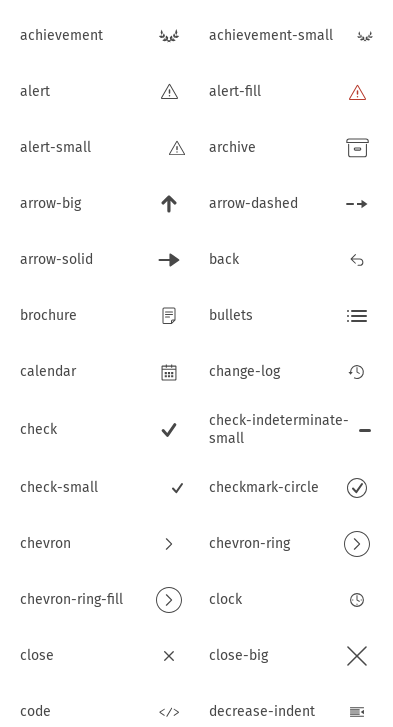 achievement
achievement-small
alert
alert-fill
alert-small
archive
arrow-big
arrow-dashed
arrow-solid
back
brochure
bullets
calendar
change-log
check
check-indeterminate-
small
check-small
checkmark-circle
chevron
chevron-ring
chevron-ring-fill
clock
close
close-big
code
decrease-indent